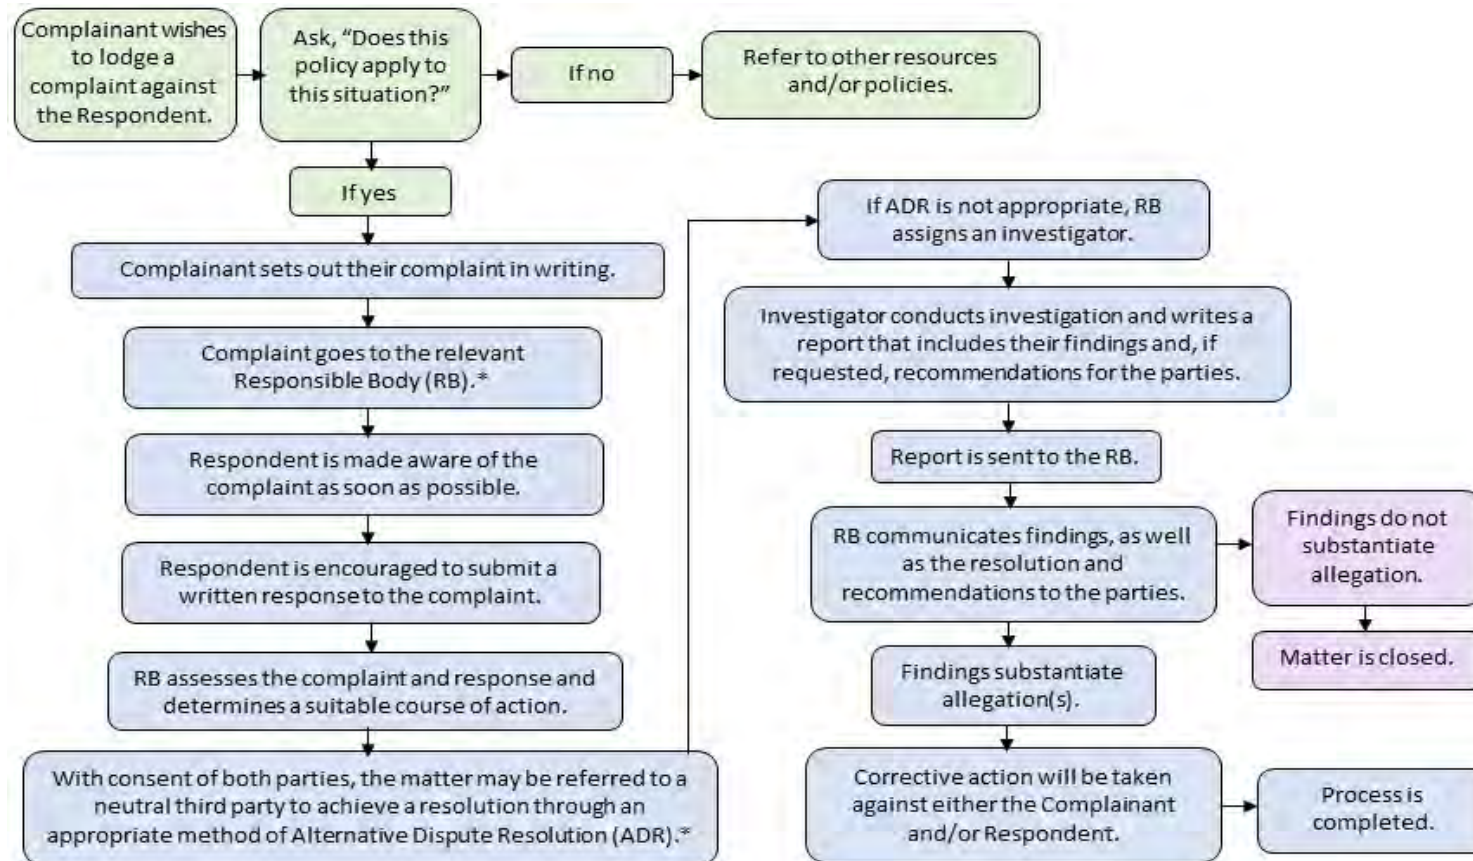 Complainant wishes
to lodge a
complaint against
the Respondent.
Ask, “Does this
policy apply to
this situation?”
If no
Refer to other resources
and/or policies.
If yes
Complainant sets out their complaint in writing.
Complaint goes to the relevant
Responsible Body (RB).*
Respondent is made aware of the
complaint as soon as possible.
Respondent is encouraged to submit a
written response to the complaint.
RB assesses the complaint and response and
determines a suitable course of action.
With consent of both parties, the matter may be referred to a
neutral third party to achieve a resolution through an
appropriate method of Alternative Dispute Resolution (ADR).*
If ADR is not appropriate, RB
assigns an investigator.
Investigator conducts investigation and writes a
report that includes their findings and, if
requested, recommendations for the parties.
Report is sent to the RB.
RB communicates findings, as well
as the resolution and
recommendations to the parties.
Findings do not
substantiate
allegation.
Matter is closed.
Findings substantiate
allegation(s).
Corrective action will be taken
against either the Complainant
and/or Respondent.
Process is
completed.